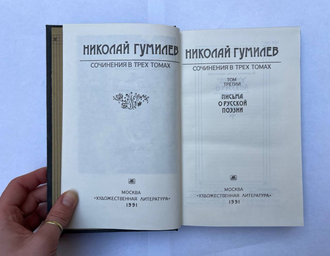 НИКОЛАЙ ГУМИЛЕВ
СОЧИНЕНИЯ В ТРЕХ ТОМАХ
МОСКВА
«ХУДОЖЕСТВЕННАЯ ЛИТЕРАТУРА»
1991
НИКОЛАЙ ГУМИЛЕВ
СОЧИНЕНИЯ В ТРЕХ ТОМАХ
ТОМ
ТРЕТИЙ
ПИСЬМА
О РУССКОЙ
ПОЭЗИИ
МОСКВА
«ХУДОЖЕСТВЕННАЯ ЛИТЕРАТУРА»
1991